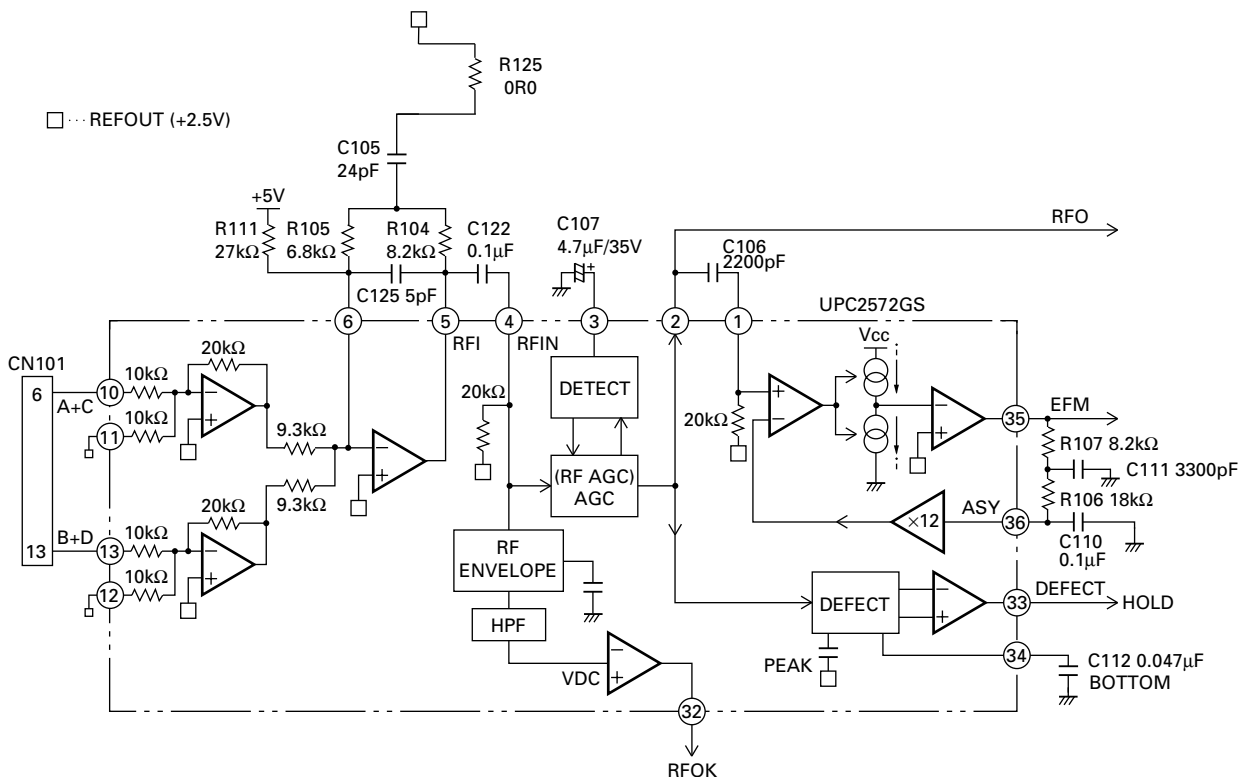 R125
0R0
□ ··· REFOUT (+2.5V)
C105
24pF
+5V
R111
27kΩ
R105
6.8kΩ
R104
8.2kΩ
C122
0.1µF
C107
4.7µF/35V
+
RFO
C106
2200pF
C125 5pF
UPC2572GS
6
5
4
3
2
1
RFI
RFIN
Vcc
CN101
6
A+C
10
10kΩ
20kΩ
−
+
11
10kΩ
9.3kΩ
9.3kΩ
−
+
20kΩ
DETECT
(RF AGC)
AGC
20kΩ
+
−
−
+
35
EFM
R107 8.2kΩ
C111 3300pF
R106 18kΩ
×12
ASY
36
C110
0.1µF
13
B+D
13
10kΩ
20kΩ
−
+
12
10kΩ
RF
ENVELOPE
HPF
VDC
−
+
DEFECT
−
+
33
DEFECT
HOLD
PEAK
34
C112 0.047µF
BOTTOM
32
RFOK